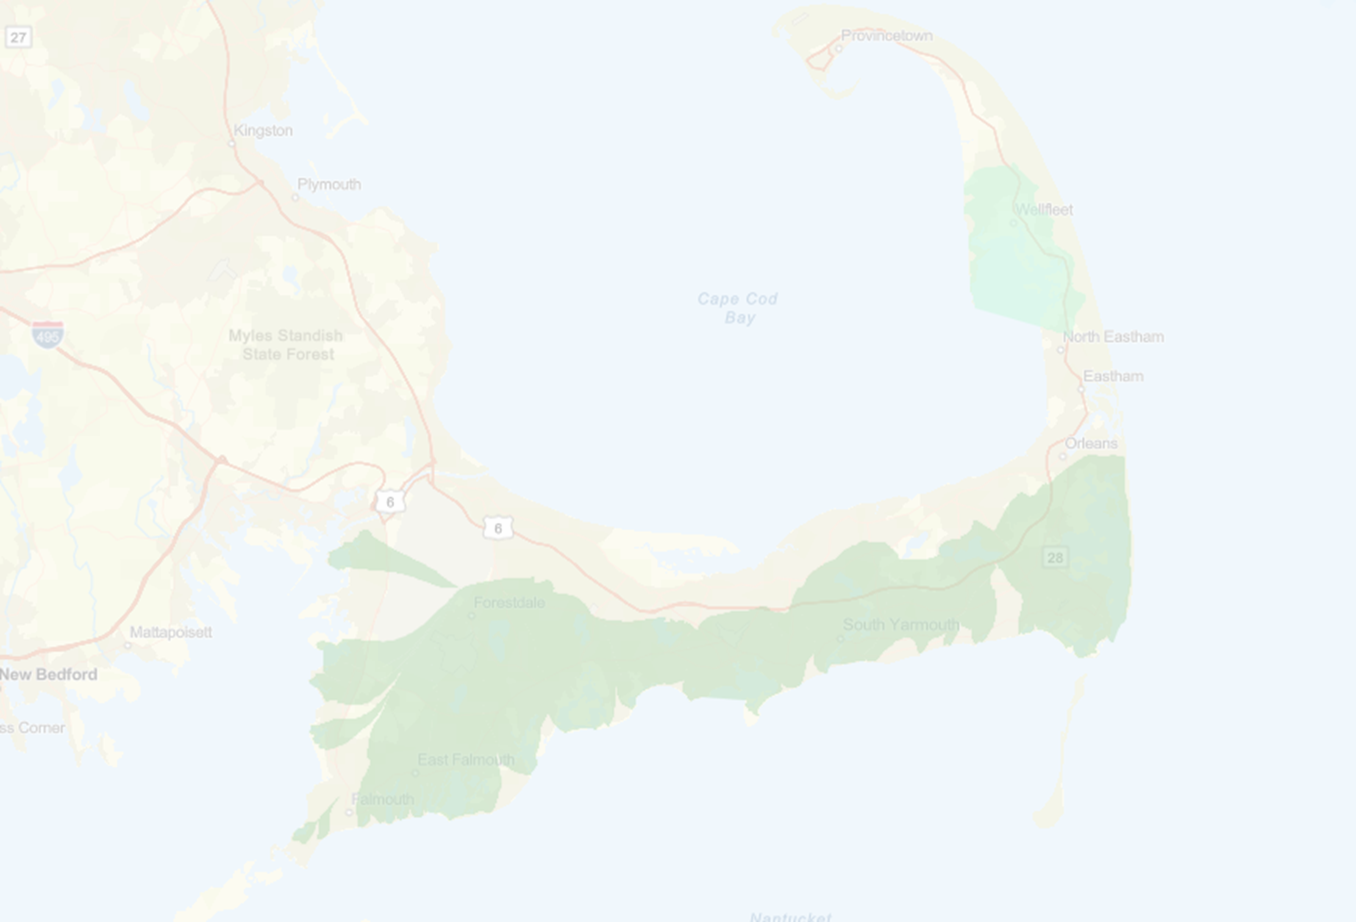 27
Provincetown
Kingston
Plymouth
Wellfleet
Cape Cod
Bay
495
Myles Standish
State Forest
North Eastham
Eastham
Orleans
6
6
28
Forestdale
South Yarmouth
Mattapoisett
New Bedford
ss Corner
East Falmouth
Falmouth
Nantucket